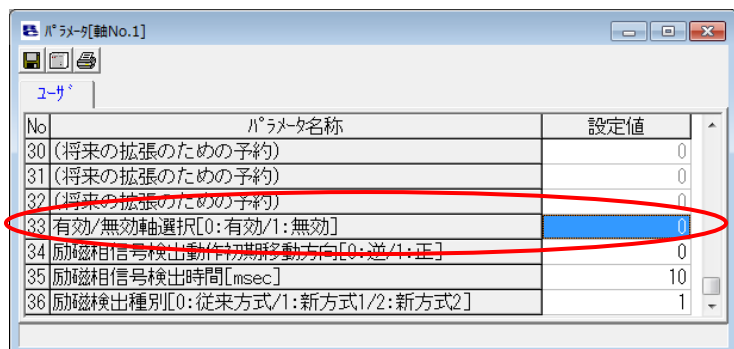 ﾊﾟﾗﾒｰﾀ[軸No.1]
ﾕｰｻﾞ
No パラメータ名称 設定値
30 (将来の拡張のための予約) 0
31 (将来の拡張のための予約) 0
32 (将来の拡張のための予約) 0
33 有効/無効軸選択[0:有効/1:無効] 0
34 励磁相信号検出動作初期移動方向[0:逆/1:正] 0
35 励磁相信号検出時間[msec] 10
36 励磁検出種別[0:従来方式/1:新方式1/2:新方式2] 1